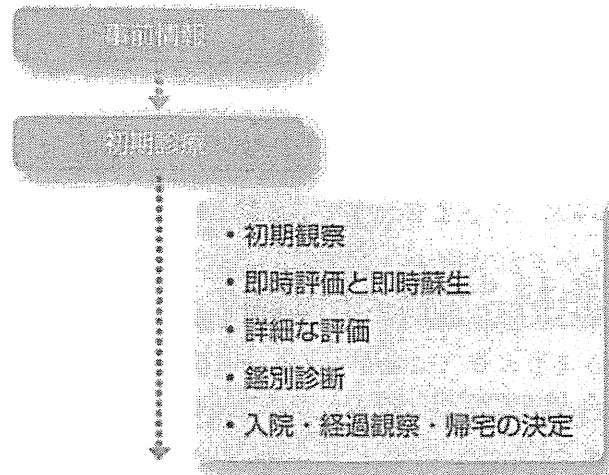 事前情報
初期診療
・初期観察
・即時評価と即時蘇生
・詳細な評価
・鑑別診断
・入院・経過観察・帰宅の決定